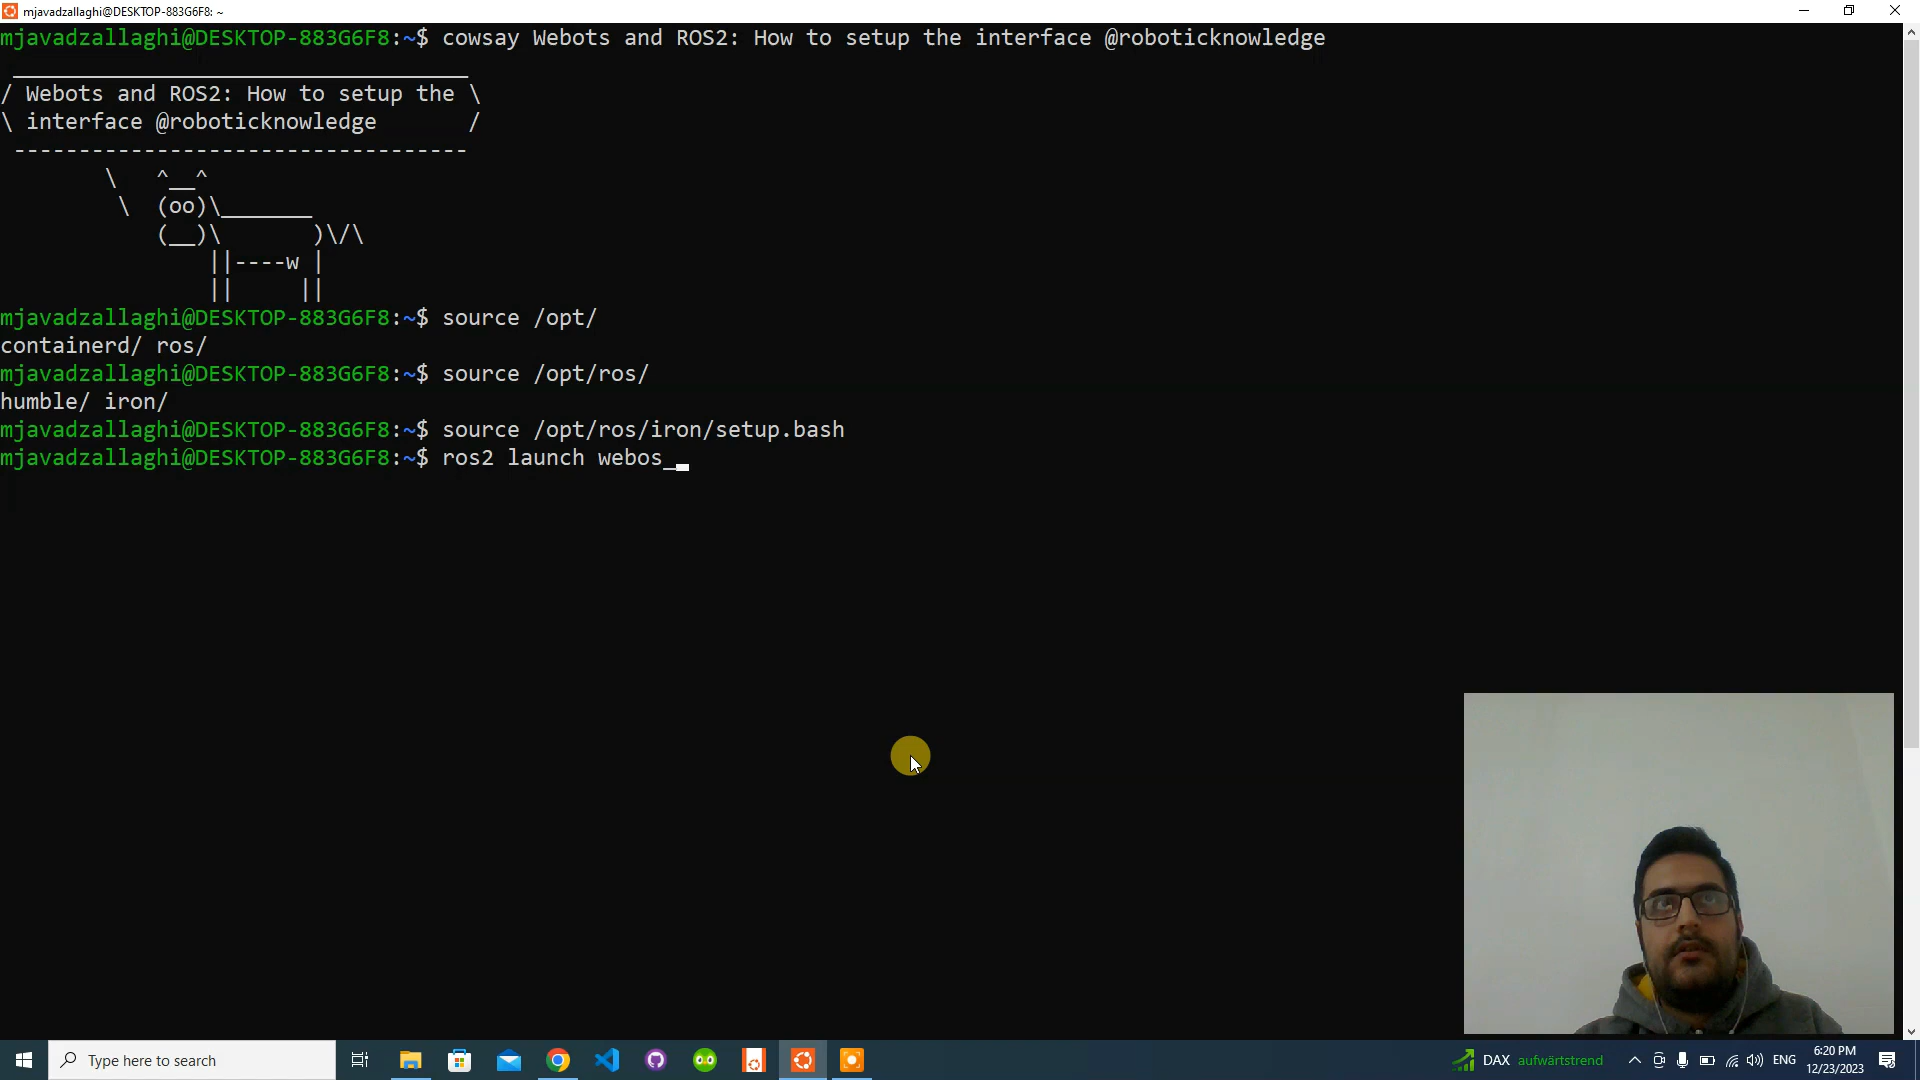 mjavadzallaghi@DESKTOP-883G6F8: ~
mjavadzallaghi@DESKTOP-883G6F8:~$ cowsay Webots and ROS2: How to setup the interface @roboticknowledge
 ___________________________________
/ Webots and ROS2: How to setup the \
\ interface @roboticknowledge       /
 -----------------------------------
        \   ^__^
         \  (oo)\_______
            (__)\       )\/\
                ||----w |
                ||     ||
mjavadzallaghi@DESKTOP-883G6F8:~$ source /opt/
containerd/ ros/
mjavadzallaghi@DESKTOP-883G6F8:~$ source /opt/ros/
humble/ iron/
mjavadzallaghi@DESKTOP-883G6F8:~$ source /opt/ros/iron/setup.bash
mjavadzallaghi@DESKTOP-883G6F8:~$ ros2 launch webos_
Type here to search
DAX aufwärtstrend
ENG
6:20 PM
12/23/2023